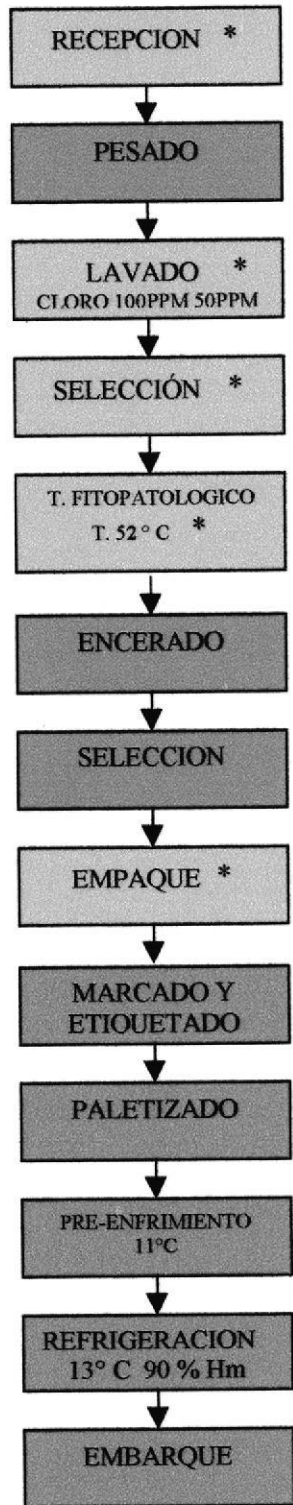 RECEPCION *
PESADO
LAVADO *
CLORO 100PPM 50PPM
SELECCIÓN *
T. FITOPATOLOGICO
T. 52° C *
ENCERADO
SELECCION
EMPAQUE *
MARCADO Y
ETIQUETADO
PALETIZADO
PRE-ENFRIMIENTO
11°C
REFRIGERACION
13° C 90 % Hm
EMBARQUE